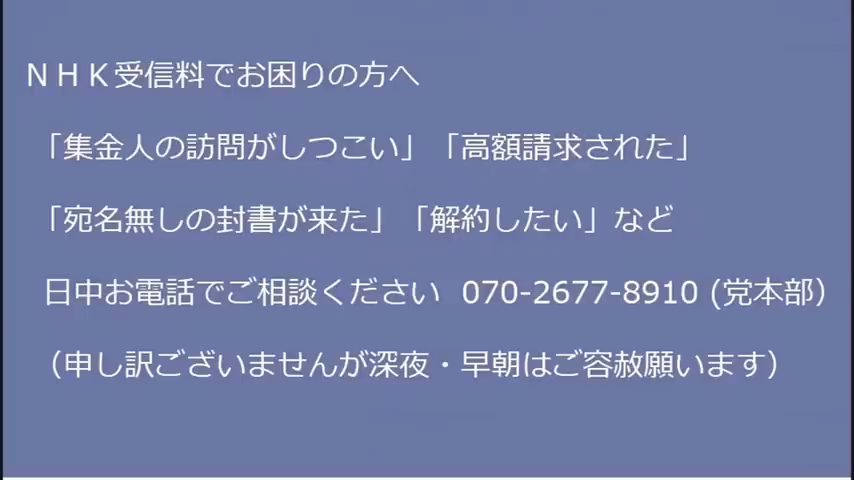 ＮＨＫ受信料でお困りの方へ
「集金人の訪問がしつこい」「高額請求された」
「宛名無しの封書が来た」「解約したい」など
日中お電話でご相談ください 070-2677-8910 (党本部）
（申し訳ございませんが深夜・早朝はご容赦願います）